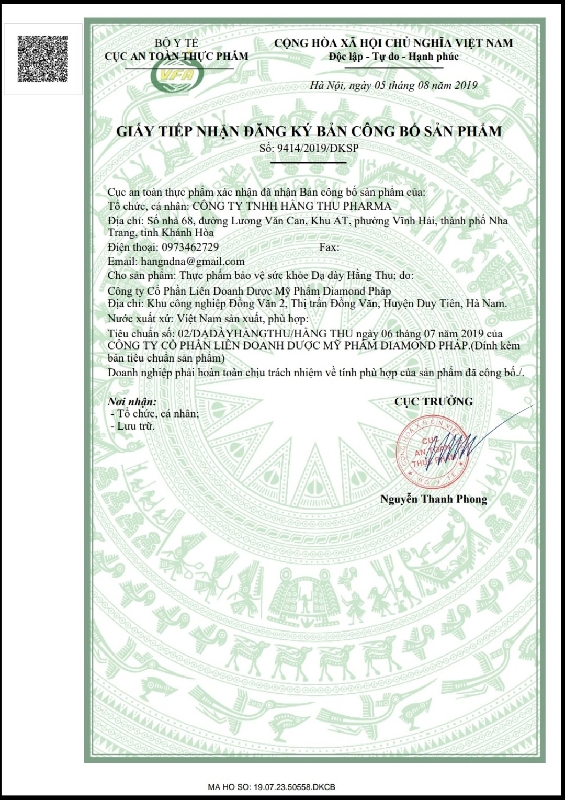 BỘ Y TẾ
CỤC AN TOÀN THỰC PHẨM
VFA
CỘNG HÒA XÃ HỘI CHỦ NGHĨA VIỆT NAM
Độc lập - Tự do - Hạnh phúc
Hà Nội, ngày 05 tháng 08 năm 2019
GIẤY TIẾP NHẬN ĐĂNG KÝ BẢN CÔNG BỐ SẢN PHẨM
Số: 9414/2019/ĐKSP
Cục an toàn thực phẩm xác nhận đã nhận Bản công bố sản phẩm của:
Tổ chức, cá nhân: CÔNG TY TNHH HÀNG THU PHARMA
Địa chỉ: Số nhà 68, đường Lương Văn Can, Khu AT, phường Vĩnh Hải, thành phố Nha
Trang, tỉnh Khánh Hòa
Điện thoại: 0973462729 Fax:
Email: hangndna@gmail.com
Cho sản phẩm: Thực phẩm bảo vệ sức khỏe Dạ dày Hằng Thu; do:
Công ty Cổ Phần Liên Doanh Dược Mỹ Phẩm Diamond Pháp
Địa chỉ: Khu công nghiệp Đồng Văn 2, Thị trấn Đồng Văn, Huyện Duy Tiên, Hà Nam.
Nước xuất xứ: Việt Nam sản xuất, phù hợp:
Tiêu chuẩn số: 02/DẠDÀYHẰNGTHU/HẰNG THU ngày 06 tháng 07 năm 2019 của
CÔNG TY CỔ PHẦN LIÊN DOANH DƯỢC MỸ PHẨM DIAMOND PHÁP.(Đính kèm
bản tiêu chuẩn sản phẩm)
Doanh nghiệp phải hoàn toàn chịu trách nhiệm về tính phù hợp của sản phẩm đã công bố./.
Nơi nhận:
- Tổ chức, cá nhân;
- Lưu trữ.
CỤC TRƯỞNG
CỤC
AN TOÀN
THỰC PHẨM
Nguyễn Thanh Phong
MA HO SO: 19.07.23.50558.DKCB